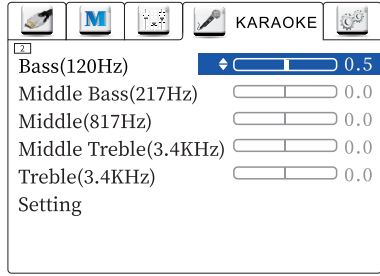 M KARAOKE
2
Bass(120Hz) 0.5
Middle Bass(217Hz) 0.0
Middle(817Hz) 0.0
Middle Treble(3.4KHz) 0.0
Treble(3.4KHz) 0.0
Setting